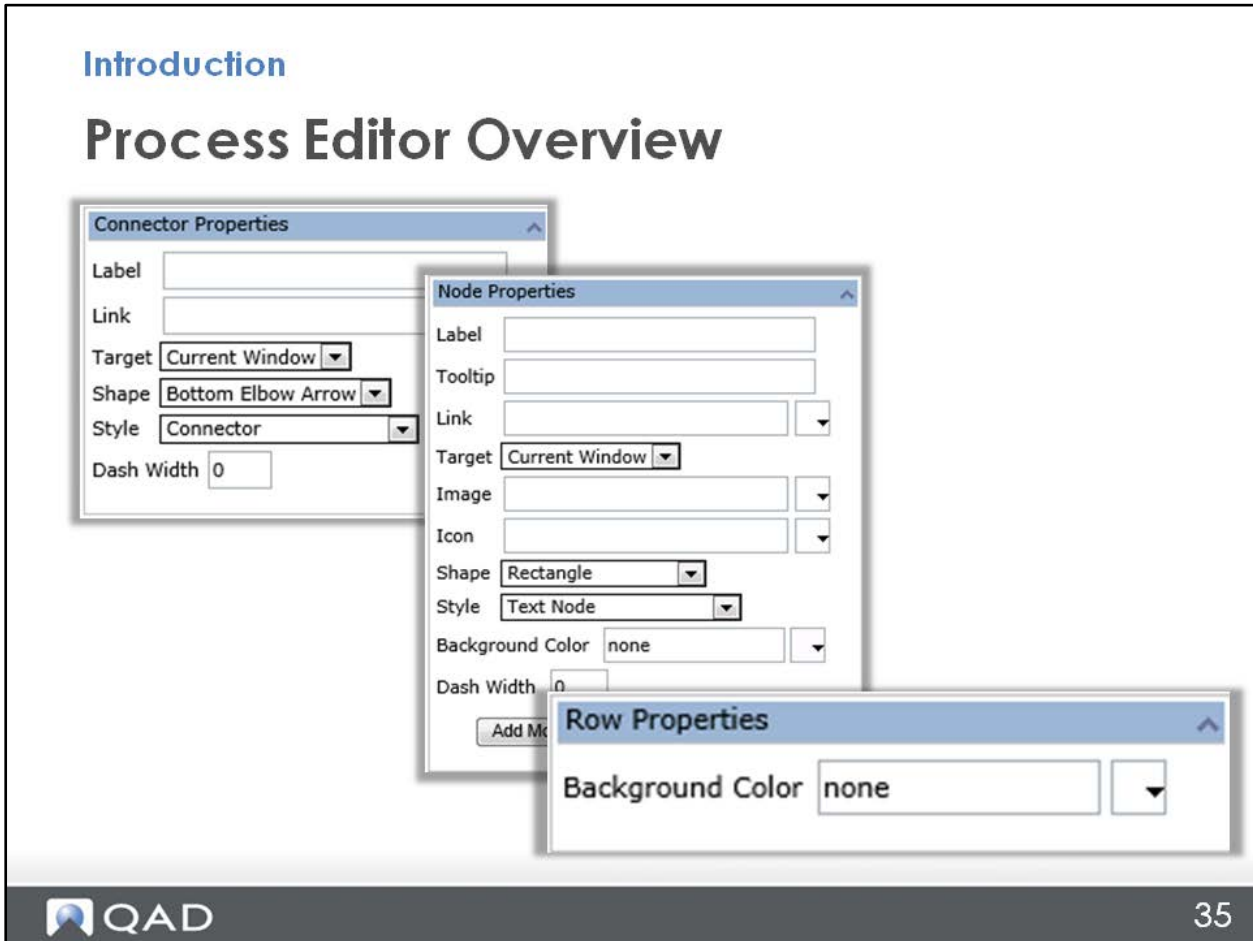 Introduction
Process Editor Overview
Connector Properties
Label
Link
Target Current Window
Shape Bottom Elbow Arrow
Style Connector
Dash Width 0
Node Properties
Label
Tooltip
Link
Target Current Window
Image
Icon
Shape Rectangle
Style Text Node
Background Color none
Dash Width 0
Add
Row Properties
Background Color none
QAD
35